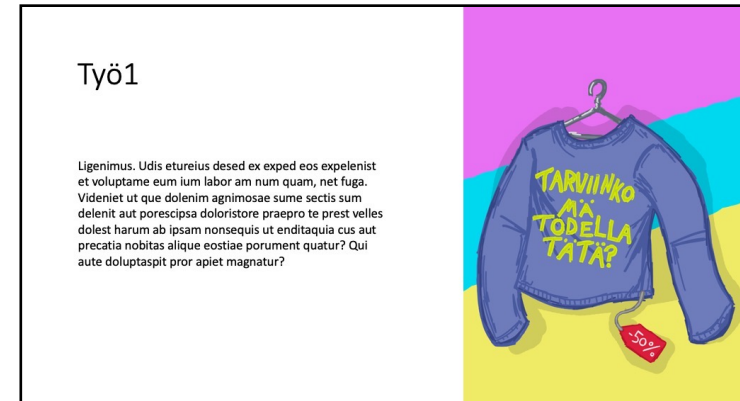 Työ1
Ligenimus. Udis etureius desed ex exped eos expelenist
et voluptame eum ium labor am num quam, net fuga.
Videniet ut que dolenim agnimosae sume sectis sum
delenit aut porescipsa doloristore praepro te prest velles
dolest harum ab ipsam nonsequis ut enditaquia cus aut
precatia nobitas alique eostiae porument quatur? Qui
aute doluptaspit pror apiet magnatur?
TARVIINKO
MÄ
TODELLA
TÄTÄ?
-50%